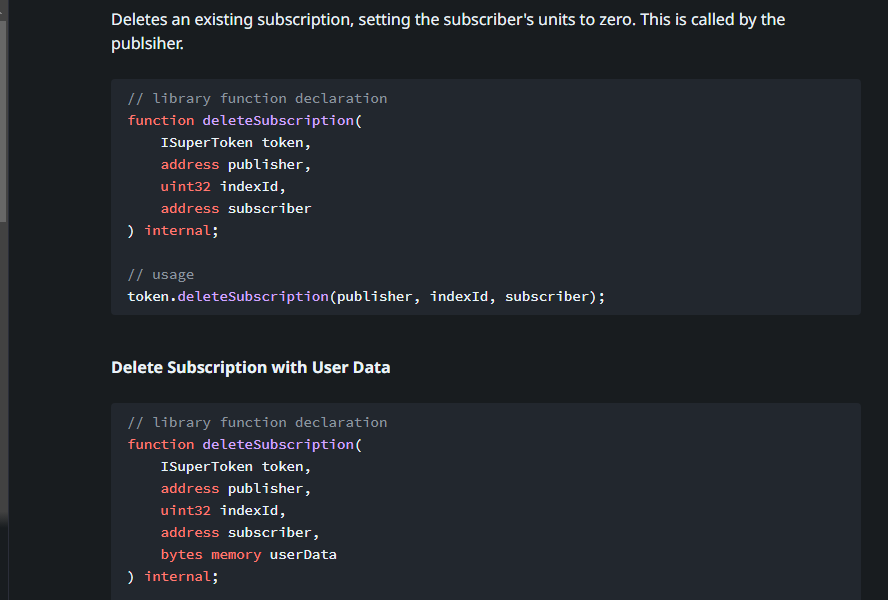 Deletes an existing subscription, setting the subscriber's units to zero. This is called by the
publsiher.
// library function declaration
function deleteSubscription(
    ISuperToken token,
    address publisher,
    uint32 indexId,
    address subscriber
) internal;

// usage
token.deleteSubscription(publisher, indexId, subscriber);
Delete Subscription with User Data
// library function declaration
function deleteSubscription(
    ISuperToken token,
    address publisher,
    uint32 indexId,
    address subscriber,
    bytes memory userData
) internal;